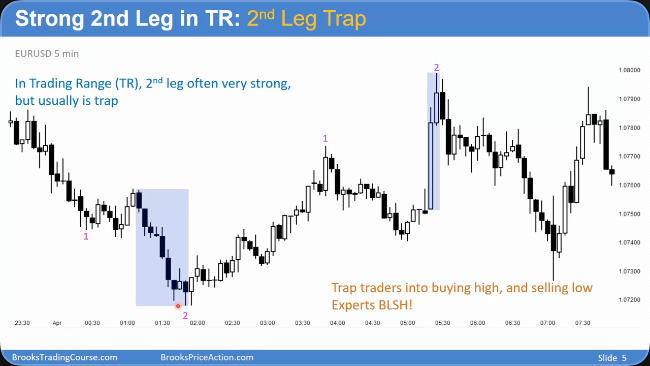 Strong 2nd Leg in TR: 2nd Leg Trap
EURUSD 5 min
In Trading Range (TR), 2nd leg often very strong,
but usually is trap
2
1.08000
1.07900
1.07800
1
1.07700
1.07600
1.07500
1
1.07400
1.07300
Trap traders into buying high, and selling low
1.07200
Experts BLSH!
2
23:30 Apr 00:30 01:00 01:30 02:00 02:30 03:00 03:30 04:00 04:30 05:00 05:30 06:00 06:30 07:00 07:30
BrooksTradingCourse.com BrooksPriceAction.com Slide 5